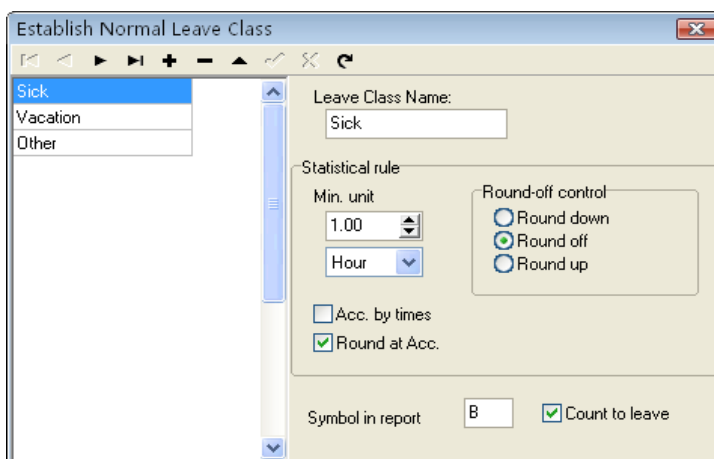 Establish Normal Leave Class
Sick
Vacation
Other
Leave Class Name:
Sick
Statistical rule
Min. unit
1.00
Hour
Round-off control
Round down
Round off
Round up
Acc. by times
Round at Acc.
Symbol in report
B
Count to leave